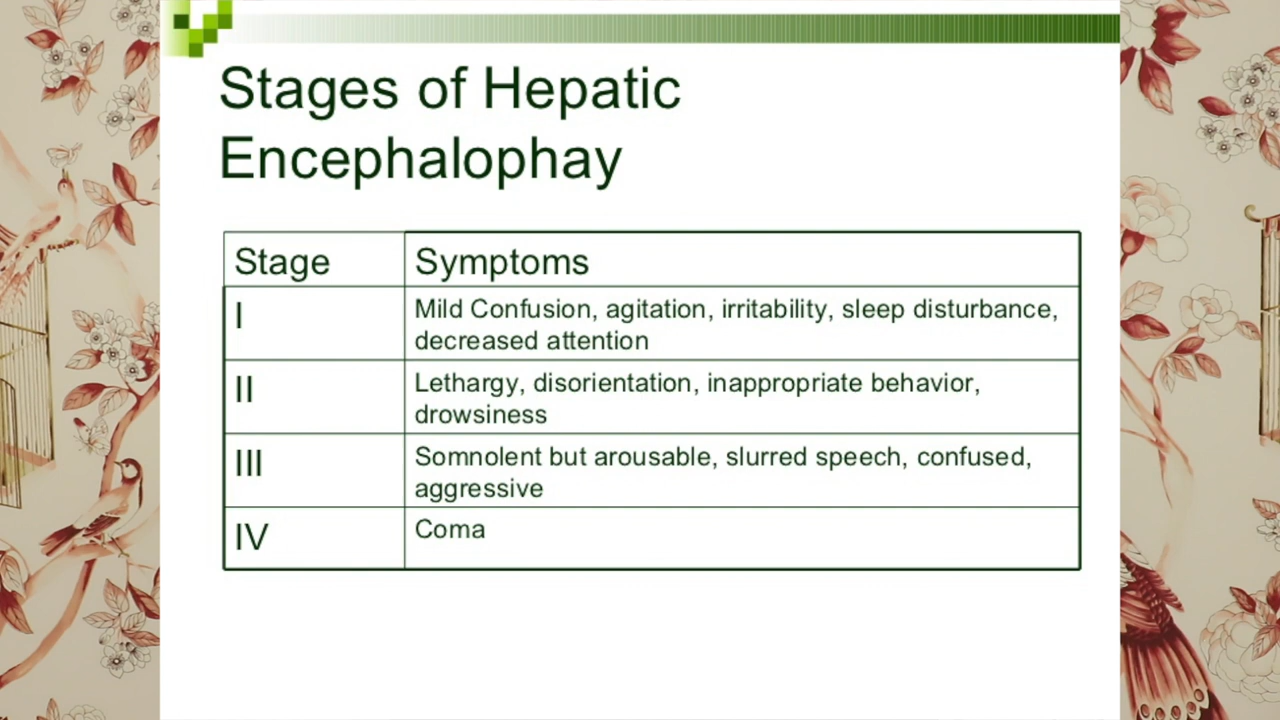 Stages of Hepatic
Encephalophay
Stage Symptoms
I Mild Confusion, agitation, irritability, sleep disturbance,
decreased attention
II Lethargy, disorientation, inappropriate behavior,
drowsiness
III Somnolent but arousable, slurred speech, confused,
aggressive
IV Coma